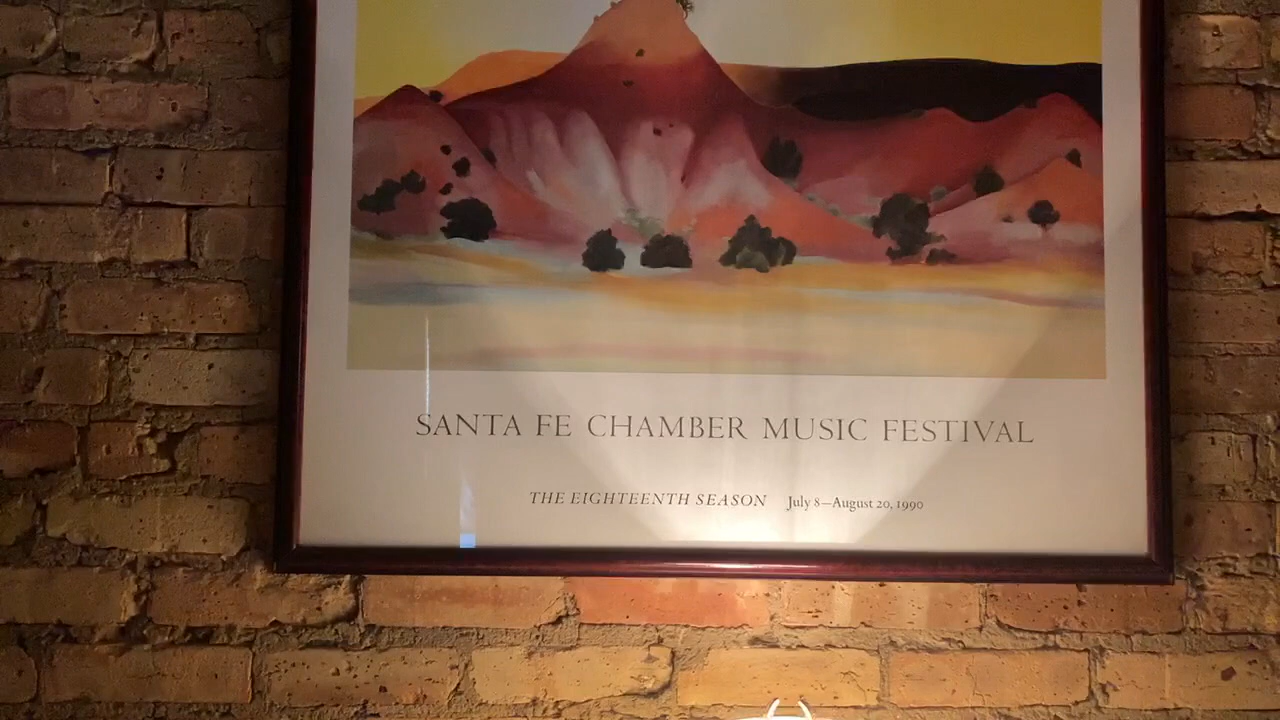 SANTA FE CHAMBER MUSIC FESTIVAL
THE EIGHTEENTH SEASON July 8—August 20, 1990